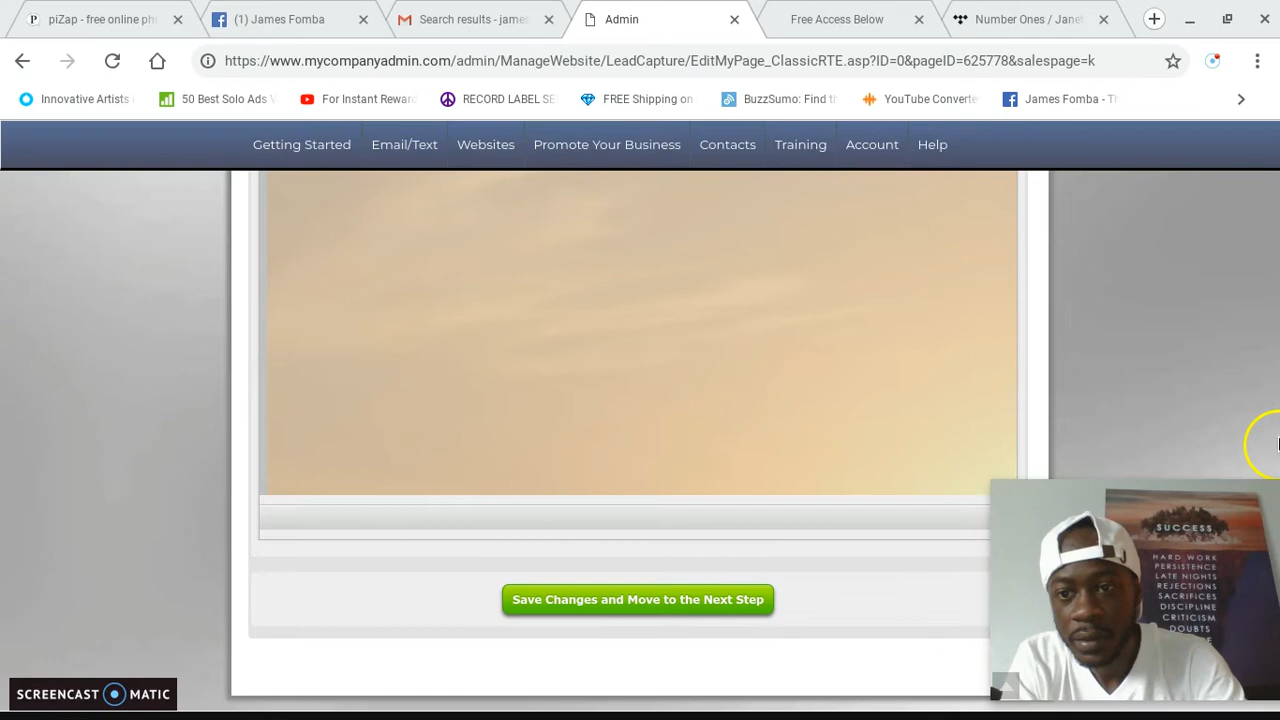 piZap - free online ph
(1) James Fomba
Search results - james
Admin
Free Access Below
Number Ones / Janet
https://www.mycompanyadmin.com/admin/ManageWebsite/LeadCapture/EditMyPage_ClassicRTE.asp?ID=0&pageID=625778&salespage=k
Innovative Artists
50 Best Solo Ads
For Instant Reward
RECORD LABEL SE
FREE Shipping on
BuzzSumo: Find th
YouTube Converte
James Fomba - T
Getting Started
Email/Text
Websites
Promote Your Business
Contacts
Training
Account
Help
SUCCESS
HARD WORK
PERSISTENCE
LATE NIGHTS
REJECTIONS
SACRIFICES
DISCIPLINE
CRITICISM
DOUBTS
Save Changes and Move to the Next Step
SCREENCAST MATIC